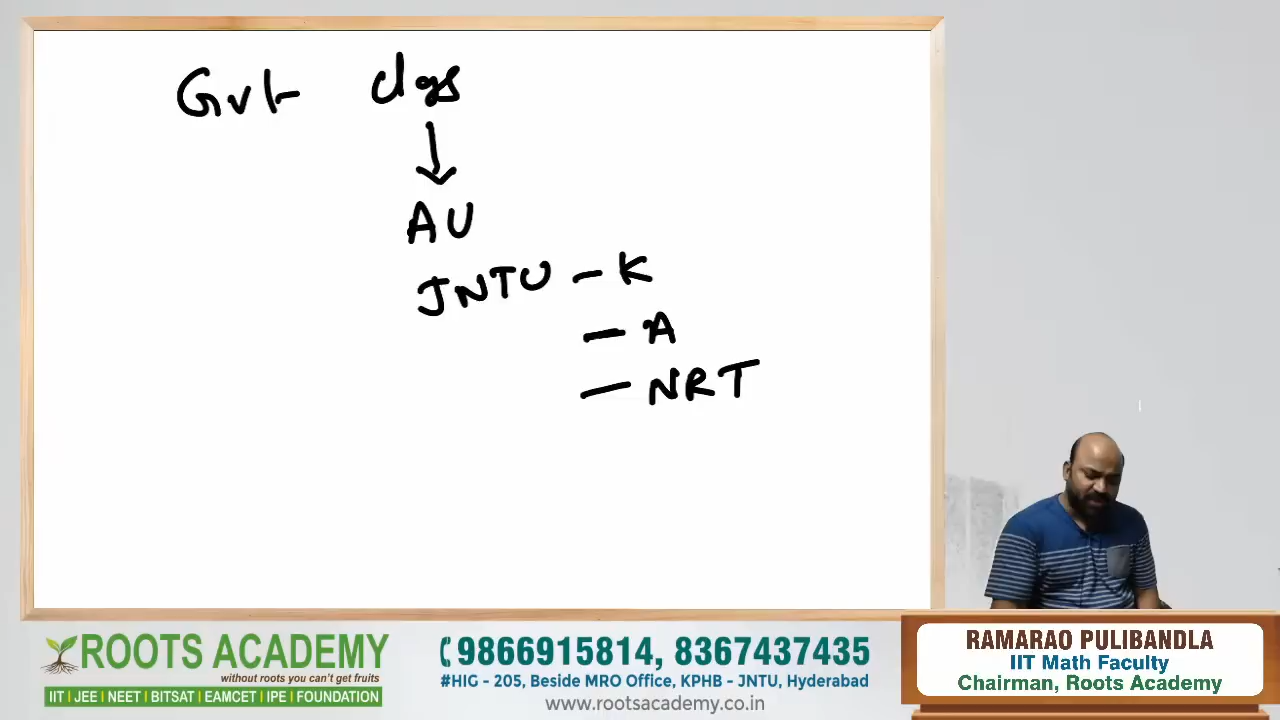 Gvt clgs
AU
JNTU - K
- A
- NRT
ROOTS ACADEMY
without roots you can't get fruits
IIT | JEE | NEET | BITSAT | EAMCET | IPE | FOUNDATION
9866915814, 8367437435
#HIG - 205, Beside MRO Office, KPHB - JNTU, Hyderabad
www.rootsacademy.co.in
RAMARAO PULIBANDLA
IIT Math Faculty
Chairman, Roots Academy